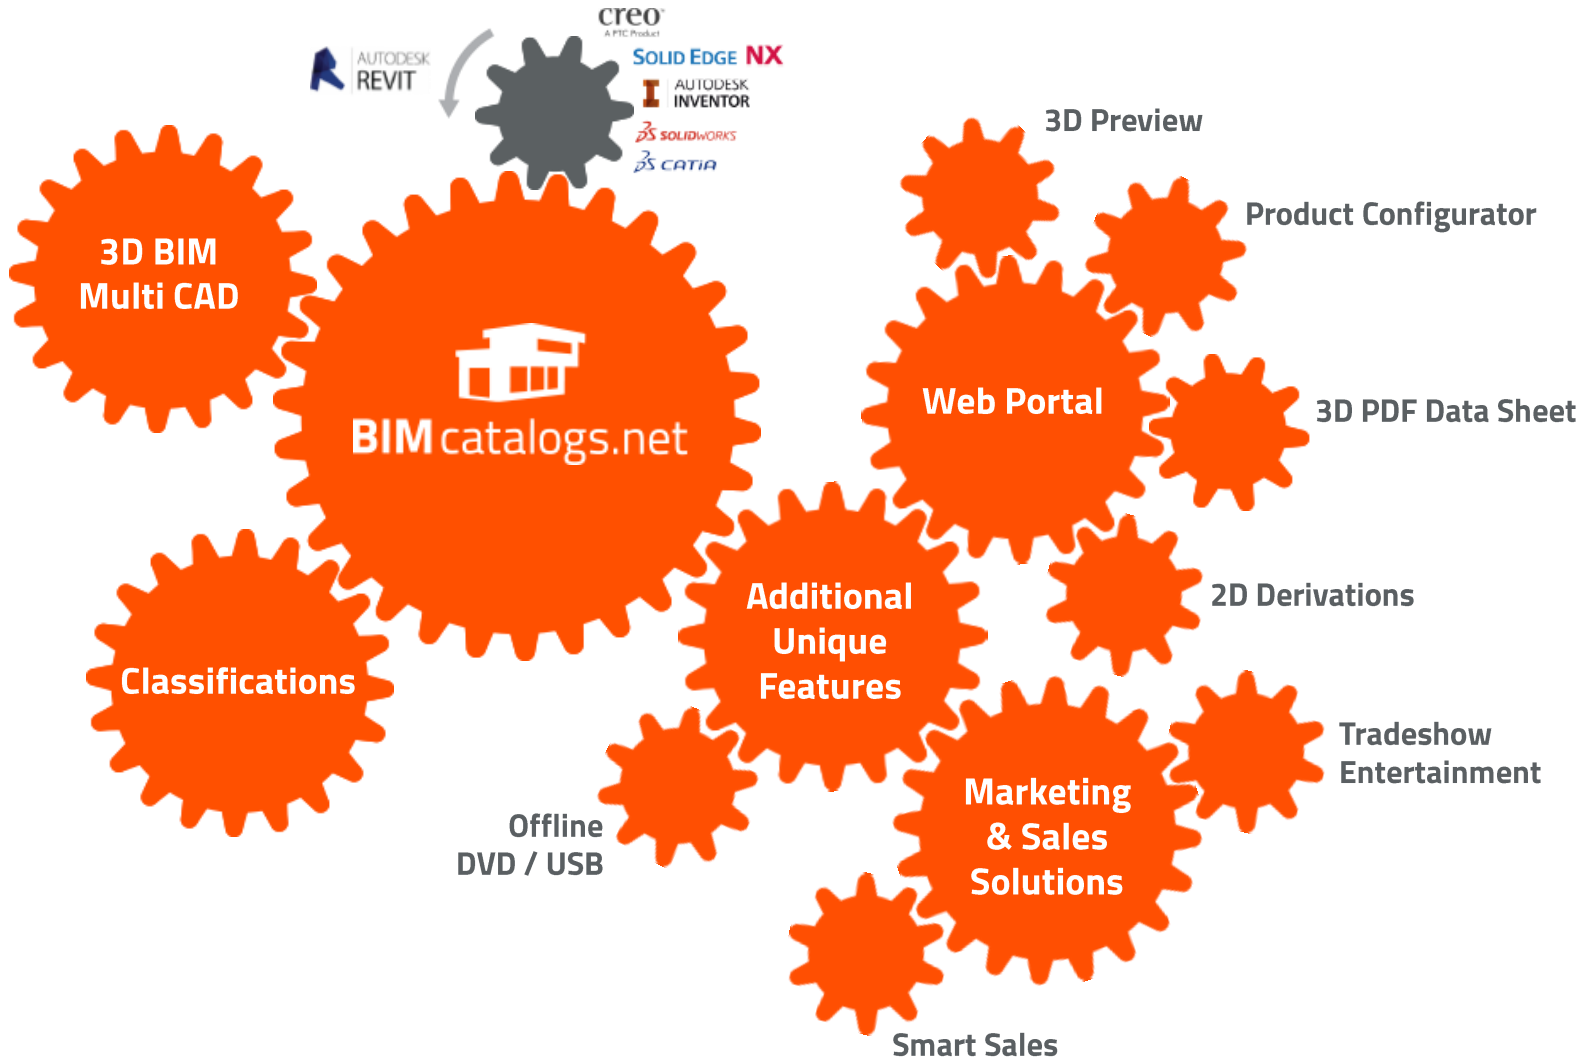 creo
A PTC Product
AUTODESK
REVIT
SOLID EDGE NX
AUTODESK
INVENTOR
SOLIDWORKS
CATIA
3D Preview
Product Configurator
3D BIM
Multi CAD
BIMcatalogs.net
Web Portal
3D PDF Data Sheet
Additional
Unique
Features
2D Derivations
Classifications
Tradeshow
Entertainment
Marketing
& Sales
Solutions
Offline
DVD / USB
Smart Sales